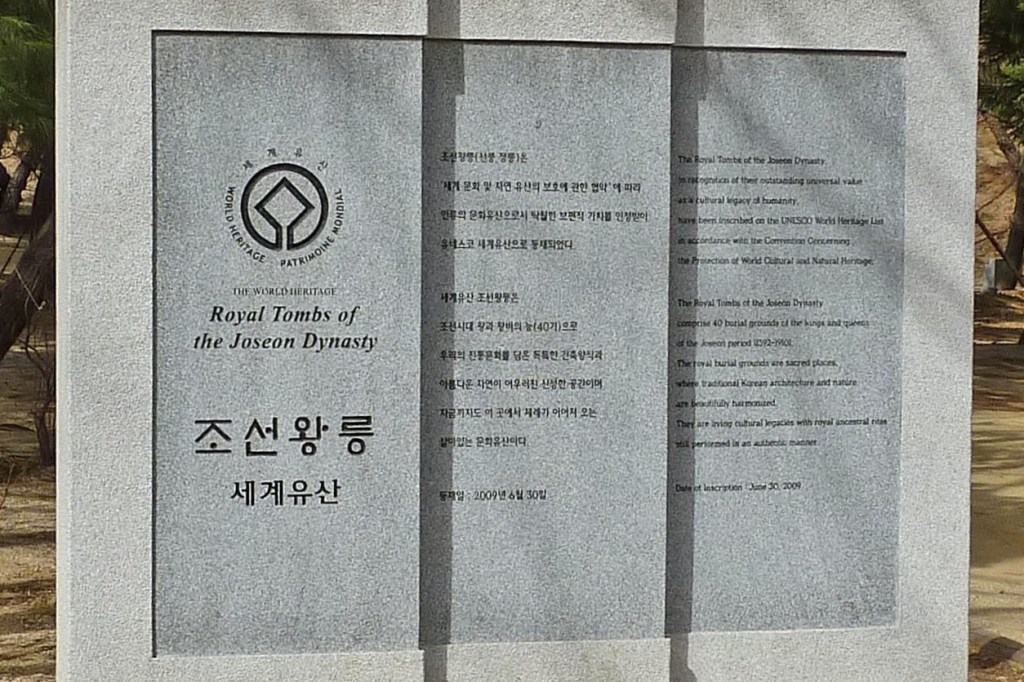 세계유산
WORLD HERITAGE
PATRIMOINE MONDIAL
THE WORLD HERITAGE
Royal Tombs of
the Joseon Dynasty
조선왕릉
세계유산
조선왕릉(선릉·정릉)은
'세계 문화 및 자연 유산의 보호에 관한 협약'에 따라
인류의 문화유산으로서 탁월한 보편적 가치를 인정받아
유네스코 세계유산으로 등재되었다.
세계유산 조선왕릉은
조선시대 왕과 왕비의 능(40기)으로
우리의 전통문화를 담은 독특한 건축양식과
아름다운 자연이 어우러진 신성한 공간이며
지금까지도 이 곳에서 제례가 이어져 오는
살아있는 문화유산이다.
등재일 : 2009년 6월 30일
The Royal Tombs of the Joseon Dynasty,
in recognition of their outstanding universal value
as a cultural legacy of humanity,
have been inscribed on the UNESCO World Heritage List
in accordance with the Convention Concerning
the Protection of World Cultural and Natural Heritage.
The Royal Tombs of the Joseon Dynasty
comprise 40 burial grounds of the kings and queens
of the Joseon period (1392-1910).
The royal burial grounds are sacred places,
where traditional Korean architecture and nature
are beautifully harmonized.
They are living cultural legacies with royal ancestral rites
still performed in an authentic manner.
Date of Inscription : June 30, 2009